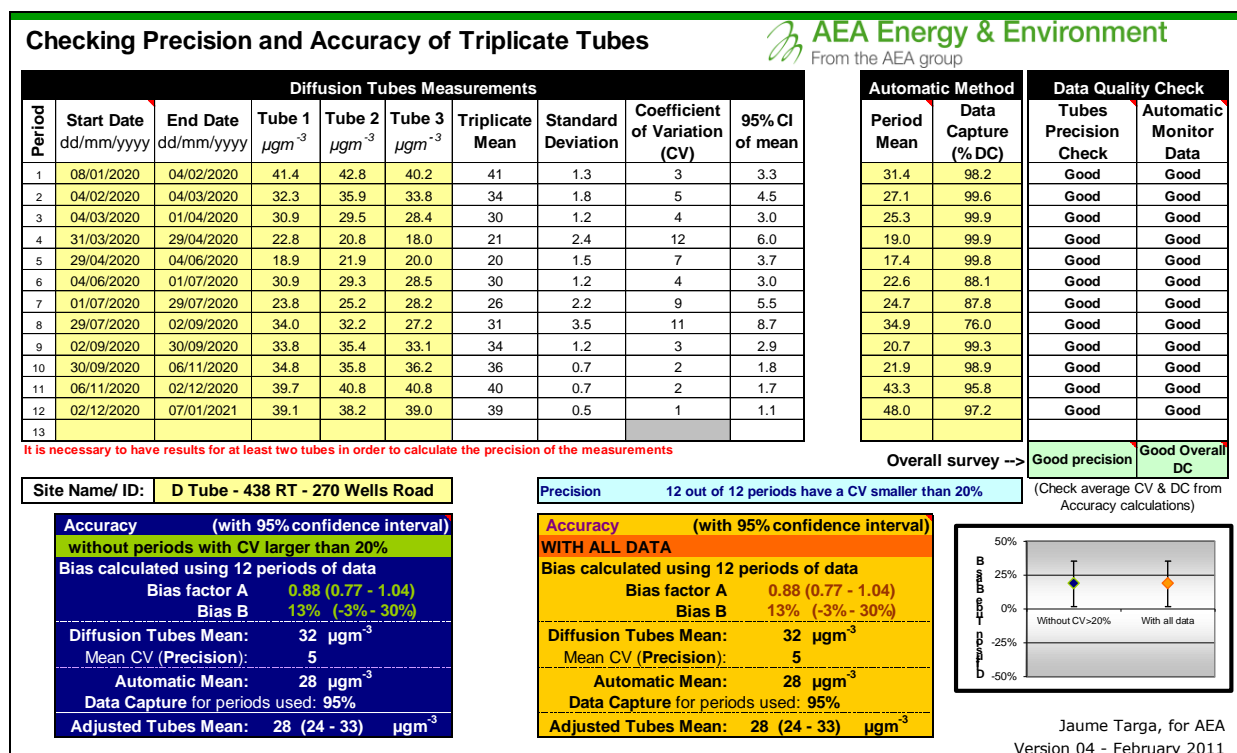 Checking Precision and Accuracy of Triplicate Tubes
AEA Energy & Environment
From the AEA group
Diffusion Tubes Measurements
Automatic Method
Data Quality Check
Period
Start Date dd/mm/yyyy
End Date dd/mm/yyyy
Tube 1 µgm-3
Tube 2 µgm-3
Tube 3 µgm-3
Triplicate Mean
Standard Deviation
Coefficient of Variation (CV)
95% CI of mean
Period Mean
Data Capture (% DC)
Tubes Precision Check
Automatic Monitor Data
1 08/01/2020 04/02/2020 41.4 42.8 40.2 41 1.3 3 3.3 31.4 98.2 Good Good
2 04/02/2020 04/03/2020 32.3 35.9 33.8 34 1.8 5 4.5 27.1 99.6 Good Good
3 04/03/2020 01/04/2020 30.9 29.5 28.4 30 1.2 4 3.0 25.3 99.9 Good Good
4 31/03/2020 29/04/2020 22.8 20.8 18.0 21 2.4 12 6.0 19.0 99.9 Good Good
5 29/04/2020 04/06/2020 18.9 21.9 20.0 20 1.5 7 3.7 17.4 99.8 Good Good
6 04/06/2020 01/07/2020 30.9 29.3 28.5 30 1.2 4 3.0 22.6 88.1 Good Good
7 01/07/2020 29/07/2020 23.8 25.2 28.2 26 2.2 9 5.5 24.7 87.8 Good Good
8 29/07/2020 02/09/2020 34.0 32.2 27.2 31 3.5 11 8.7 34.9 76.0 Good Good
9 02/09/2020 30/09/2020 33.8 35.4 33.1 34 1.2 3 2.9 20.7 99.3 Good Good
10 30/09/2020 06/11/2020 34.8 35.8 36.2 36 0.7 2 1.8 21.9 98.9 Good Good
11 06/11/2020 02/12/2020 39.7 40.8 40.8 40 0.7 2 1.7 43.3 95.8 Good Good
12 02/12/2020 07/01/2021 39.1 38.2 39.0 39 0.5 1 1.1 48.0 97.2 Good Good
13
It is necessary to have results for at least two tubes in order to calculate the precision of the measurements
Overall survey --> Good precision Good Overall DC
Site Name/ ID: D Tube - 438 RT - 270 Wells Road
Precision 12 out of 12 periods have a CV smaller than 20%
(Check average CV & DC from
Accuracy calculations)
Accuracy (with 95% confidence interval)
without periods with CV larger than 20%
Bias calculated using 12 periods of data
Bias factor A 0.88 (0.77 - 1.04)
Bias B 13% (-3% - 30%)
Diffusion Tubes Mean: 32 µgm-3
Mean CV (Precision): 5
Automatic Mean: 28 µgm-3
Data Capture for periods used: 95%
Adjusted Tubes Mean: 28 (24 - 33) µgm-3
Accuracy (with 95% confidence interval)
WITH ALL DATA
Bias calculated using 12 periods of data
Bias factor A 0.88 (0.77 - 1.04)
Bias B 13% (-3% - 30%)
Diffusion Tubes Mean: 32 µgm-3
Mean CV (Precision): 5
Automatic Mean: 28 µgm-3
Data Capture for periods used: 95%
Adjusted Tubes Mean: 28 (24 - 33) µgm-3
50%
25%
0%
-25%
-50%
Without CV>20%
With all data
Jaume Targa, for AEA
Version 04 - February 2011